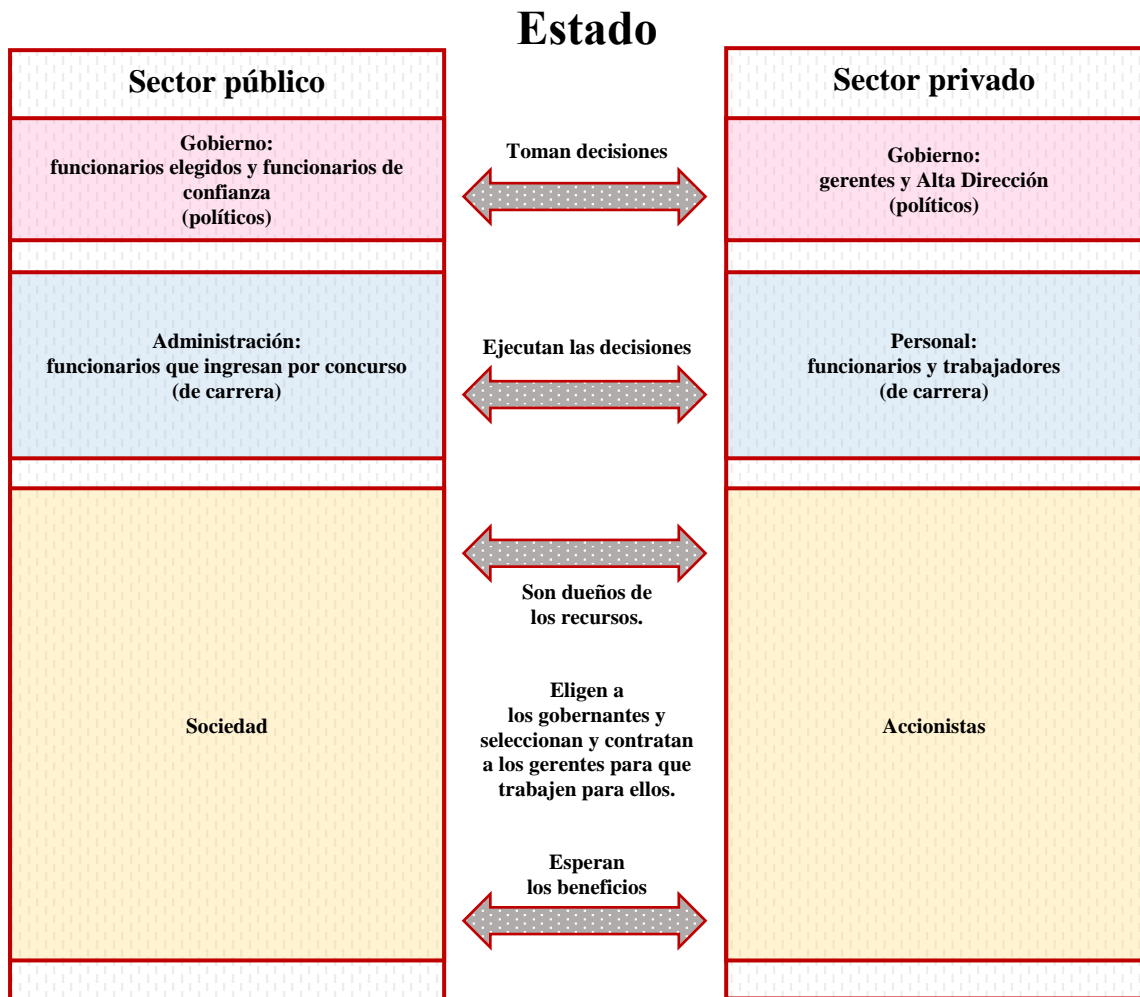 Estado
Sector público
Sector privado
Gobierno:
funcionarios elegidos y funcionarios de
confianza
(políticos)
Toman decisiones
Gobierno:
gerentes y Alta Dirección
(políticos)
Administración:
funcionarios que ingresan por concurso
(de carrera)
Ejecutan las decisiones
Personal:
funcionarios y trabajadores
(de carrera)
Sociedad
Son dueños de
los recursos.
Eligen a
los gobernantes y
seleccionan y contratan
a los gerentes para que
trabajen para ellos.
Esperan
los beneficios
Accionistas